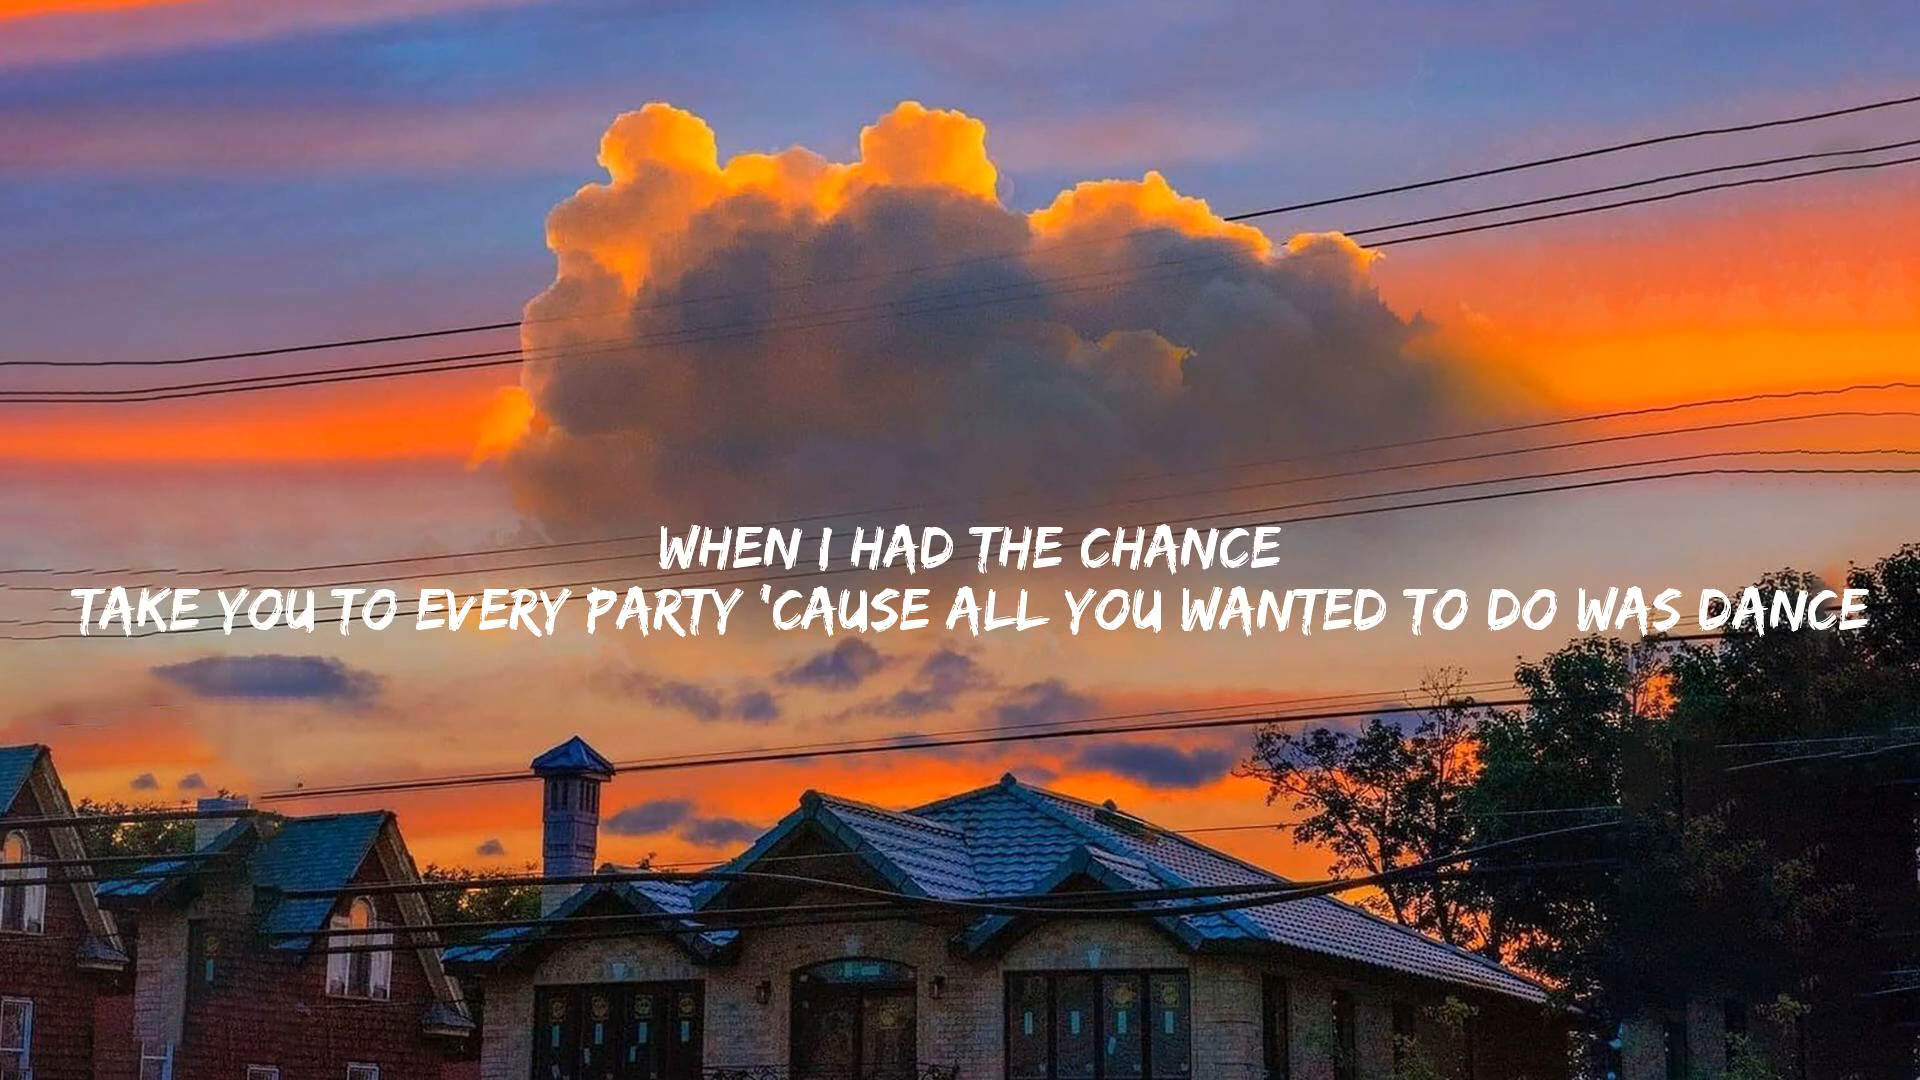 WHEN I HAD THE CHANCE
TAKE YOU TO EVERY PARTY 'CAUSE ALL YOU WANTED TO DO WAS DANCE